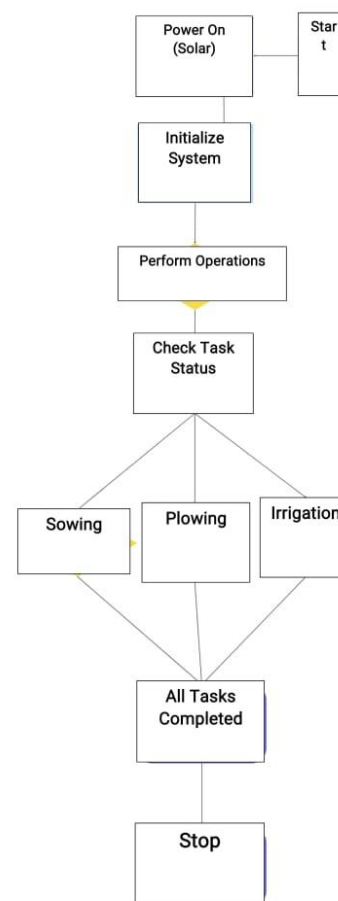 Power On
(Solar)
Star
t
Initialize
System
Perform Operations
Check Task
Status
Sowing
Plowing
Irrigation
All Tasks
Completed
Stop